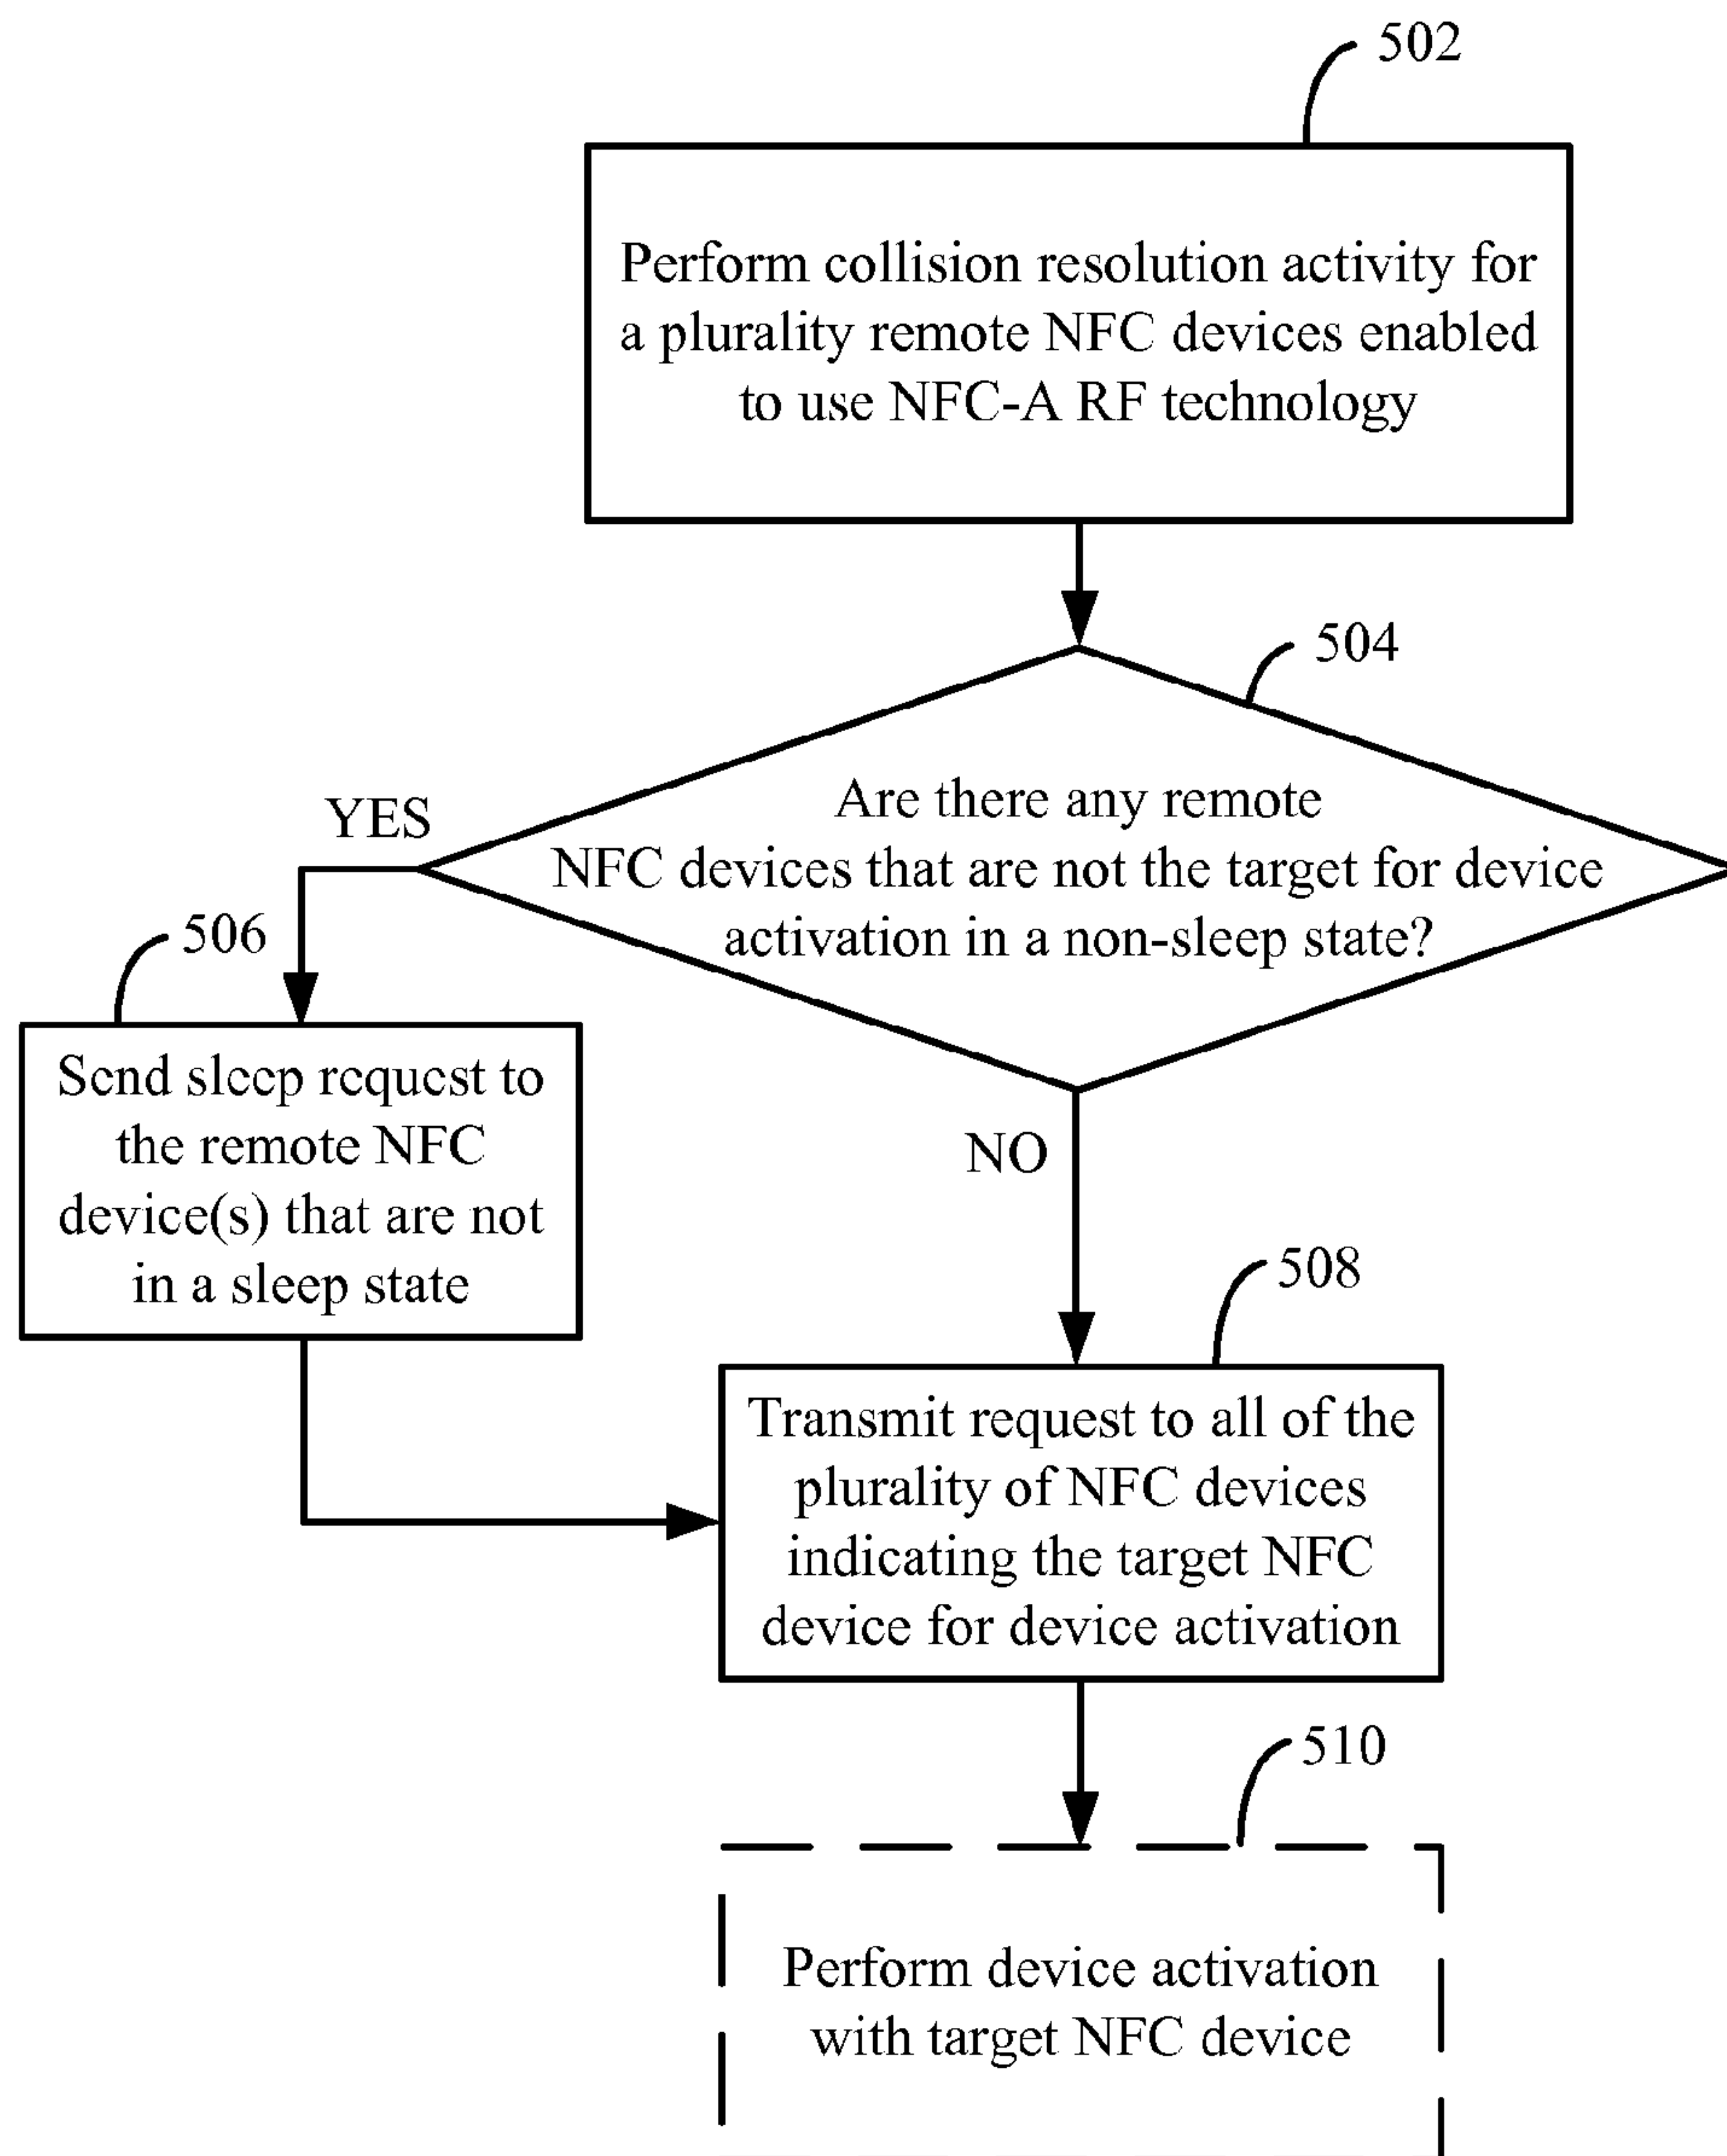 502
Perform collision resolution activity for
a plurality remote NFC devices enabled
to use NFC-A RF technology
504
Are there any remote
NFC devices that are not the target for device
activation in a non-sleep state?
YES
506
Send sleep request to
the remote NFC
device(s) that are not
in a sleep state
NO
508
Transmit request to all of the
plurality of NFC devices
indicating the target NFC
device for device activation
510
Perform device activation
with target NFC device